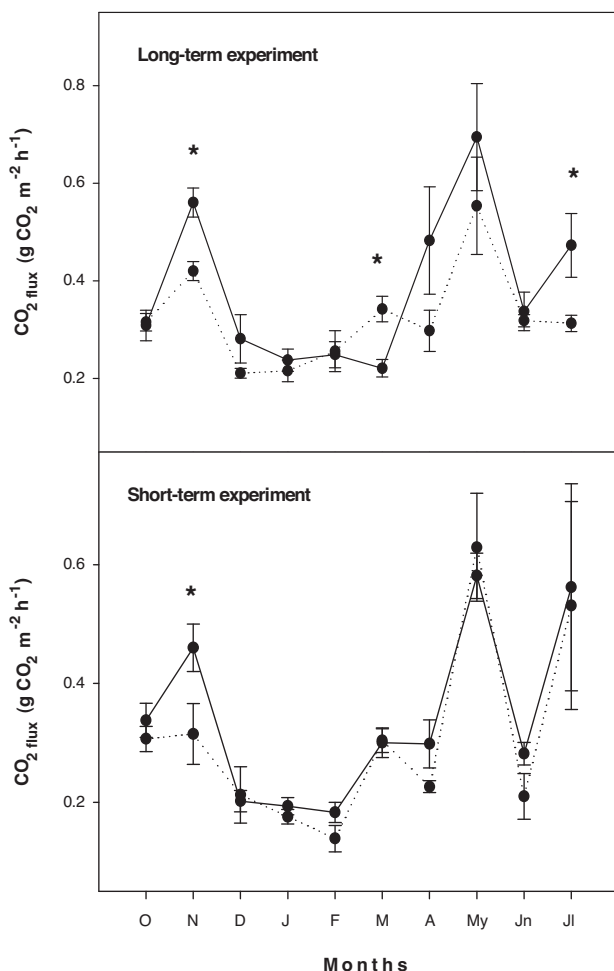 Long-term experiment
CO2 flux (g CO2 m−2 h−1)
0.8
0.6
0.4
0.2
*
*
*
Short-term experiment
CO2 flux (g CO2 m−2 h−1)
0.6
0.4
0.2
*
O N D J F M A My Jn Jl
Months